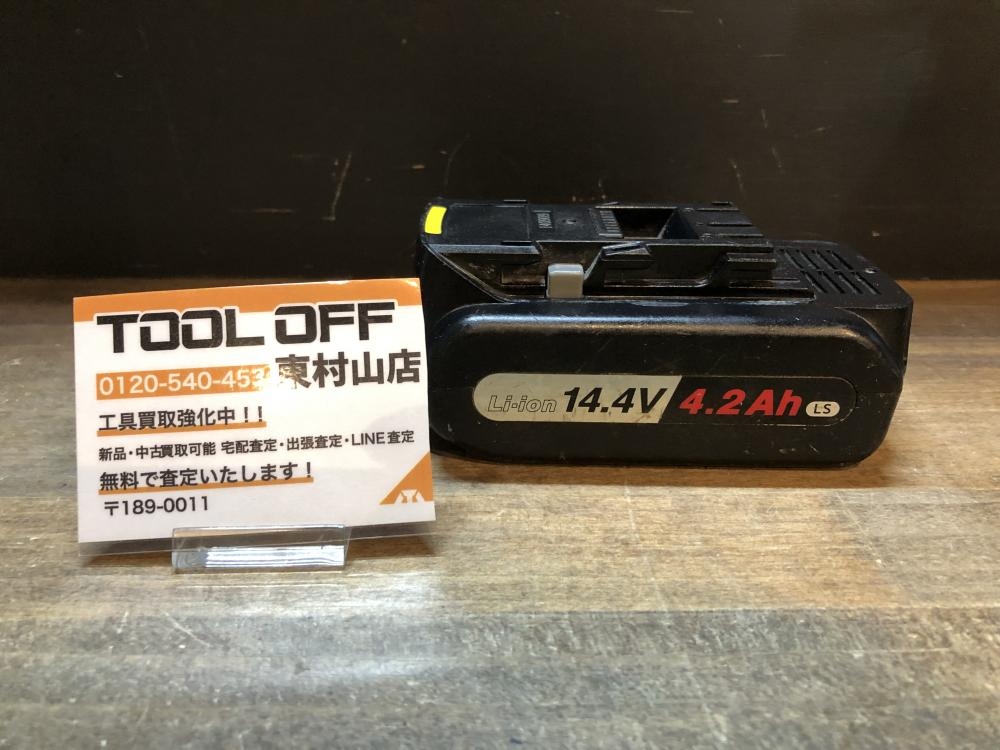 TOOL OFF
0120-540-453
東村山店
工具買取強化中!!
新品・中古買取可能 宅配査定・出張査定・LINE査定
無料で査定いたします!
〒189-0011
Li-ion 14.4V 4.2Ah LS